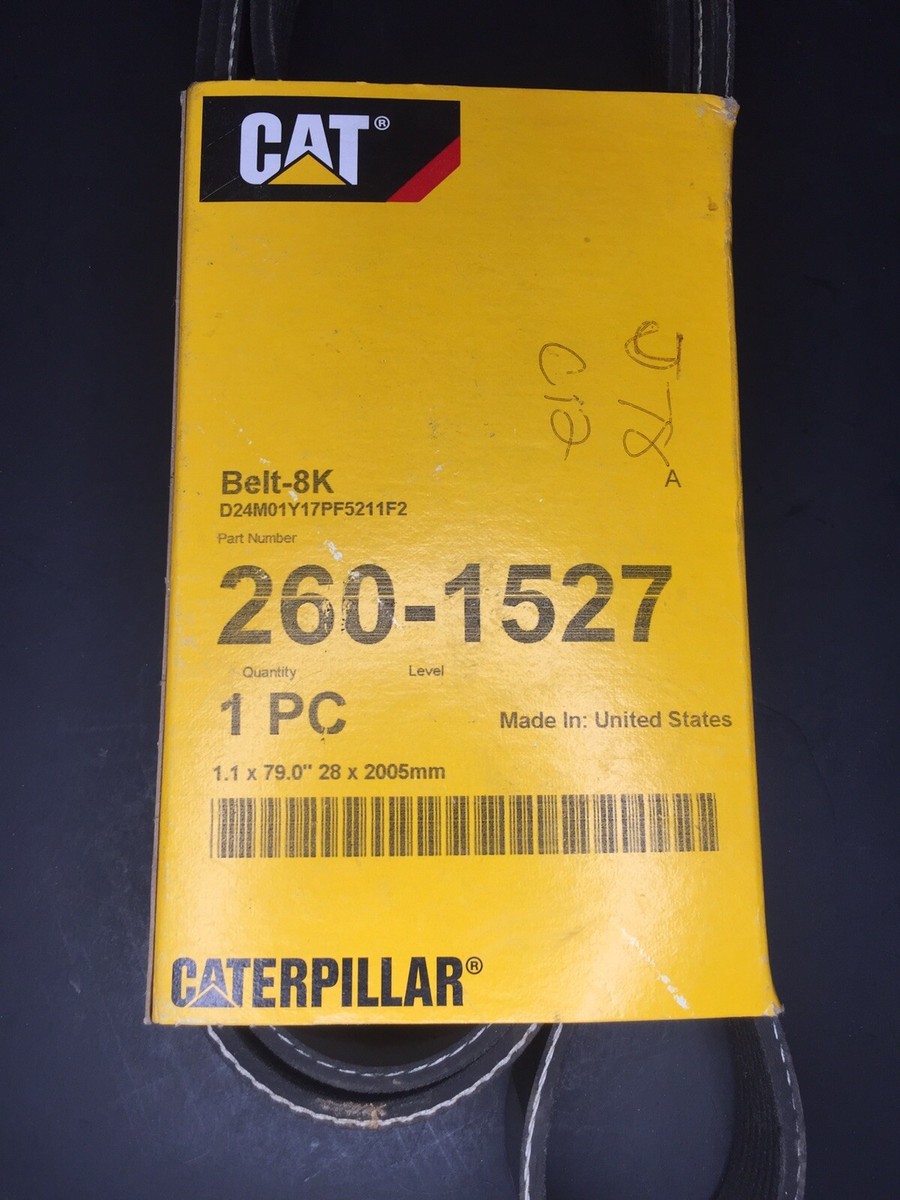 CAT®
C12
Belt-8K
A
D24M01Y17PF5211F2
Part Number
260-1527
Quantity Level
1 PC
Made In: United States
1.1 x 79.0" 28 x 2005mm
CATERPILLAR®